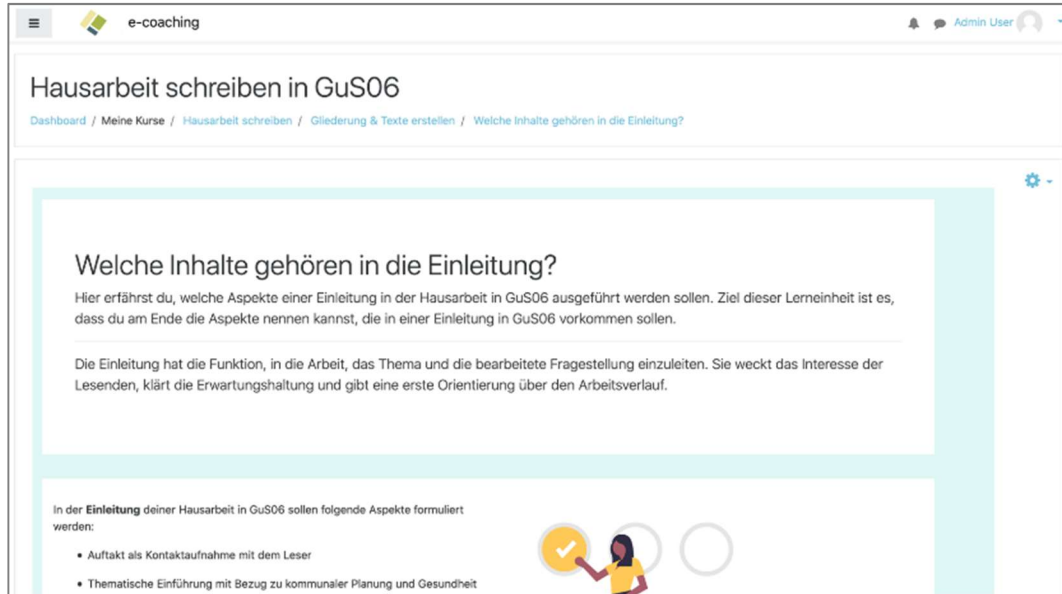 e-coaching
Admin User
Hausarbeit schreiben in GuS06
Dashboard / Meine Kurse / Hausarbeit schreiben / Gliederung & Texte erstellen / Welche Inhalte gehören in die Einleitung?
Welche Inhalte gehören in die Einleitung?
Hier erfährst du, welche Aspekte einer Einleitung in der Hausarbeit in GuS06 ausgeführt werden sollen. Ziel dieser Lerneinheit ist es,
dass du am Ende die Aspekte nennen kannst, die in einer Einleitung in GuS06 vorkommen sollen.
Die Einleitung hat die Funktion, in die Arbeit, das Thema und die bearbeitete Fragestellung einzuleiten. Sie weckt das Interesse der
Lesenden, klärt die Erwartungshaltung und gibt eine erste Orientierung über den Arbeitsverlauf.
In der Einleitung deiner Hausarbeit in GuS06 sollen folgende Aspekte formuliert
werden:
• Auftakt als Kontaktaufnahme mit dem Leser
• Thematische Einführung mit Bezug zu kommunaler Planung und Gesundheit